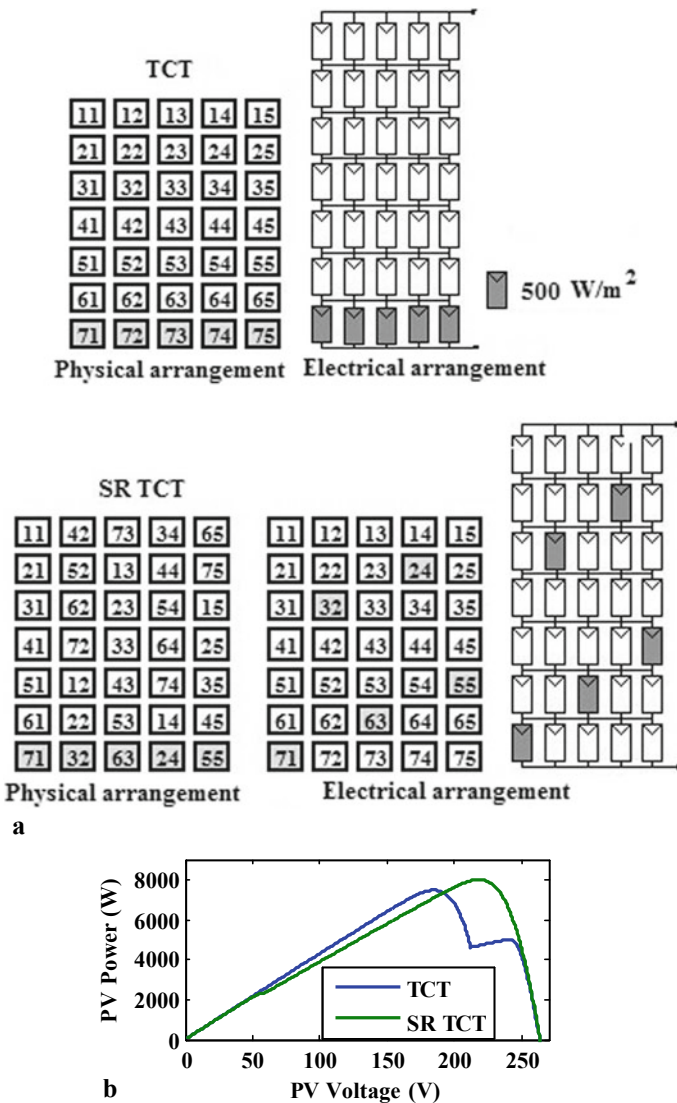 TCT
11 12 13 14 15
21 22 23 24 25
31 32 33 34 35
41 42 43 44 45
51 52 53 54 55
61 62 63 64 65
71 72 73 74 75
Physical arrangement
Electrical arrangement
500 W/m²
SR TCT
11 42 73 34 65
21 52 13 44 75
31 62 23 54 15
41 72 33 64 25
51 12 43 74 35
61 22 53 14 45
71 32 63 24 55
Physical arrangement
11 12 13 14 15
21 22 23 24 25
31 32 33 34 35
41 42 43 44 45
51 52 53 54 55
61 62 63 64 65
71 72 73 74 75
Electrical arrangement
a
PV Power (W)
8000
6000
4000
2000
0
0 50 100 150 200 250
PV Voltage (V)
TCT
SR TCT
b